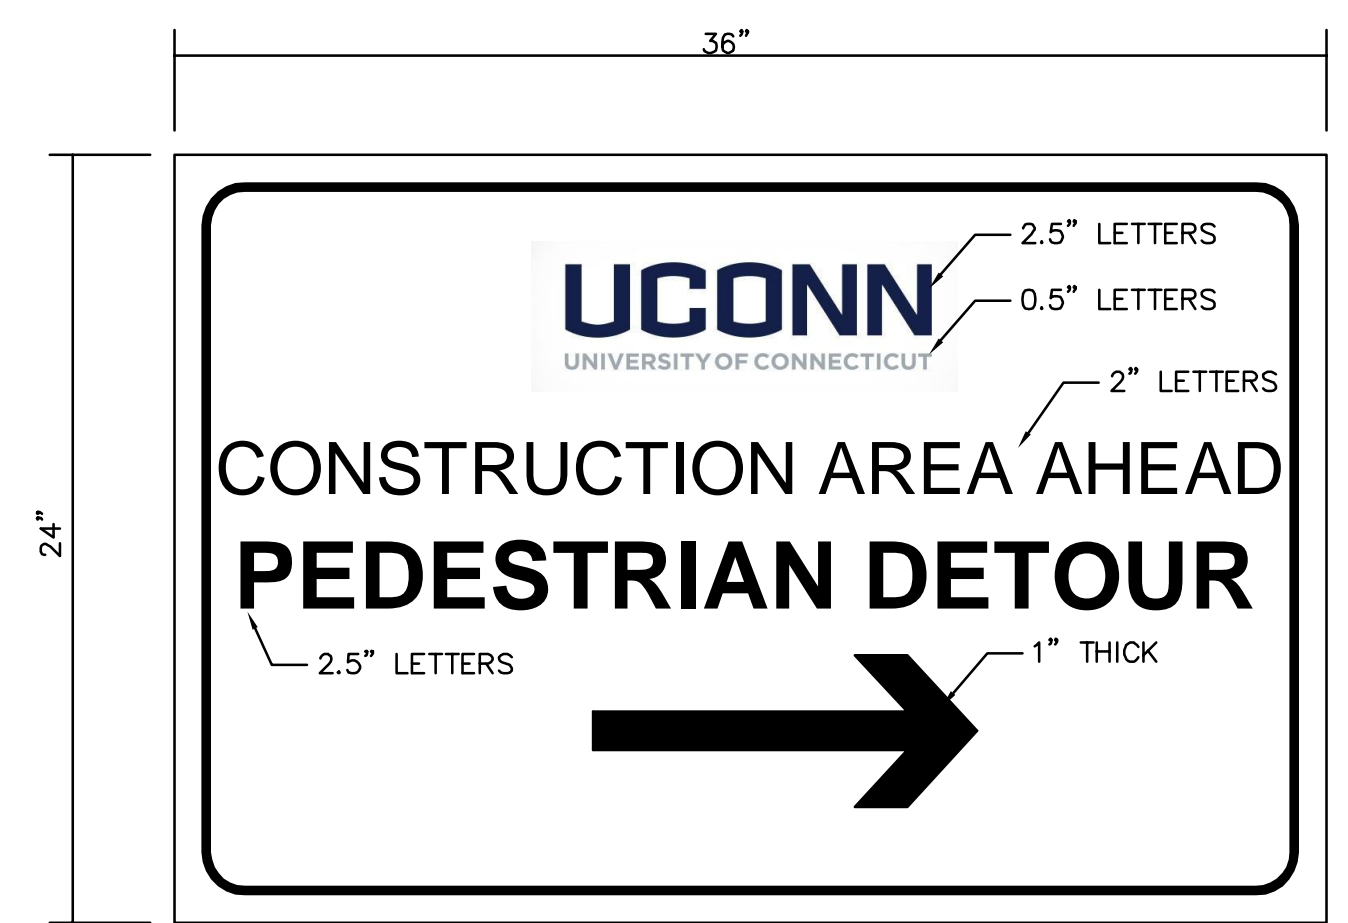 36”
2.5” LETTERS
UCONN
0.5” LETTERS
UNIVERSITY OF CONNECTICUT
2” LETTERS
CONSTRUCTION AREA AHEAD
24”
PEDESTRIAN DETOUR
1” THICK
2.5” LETTERS